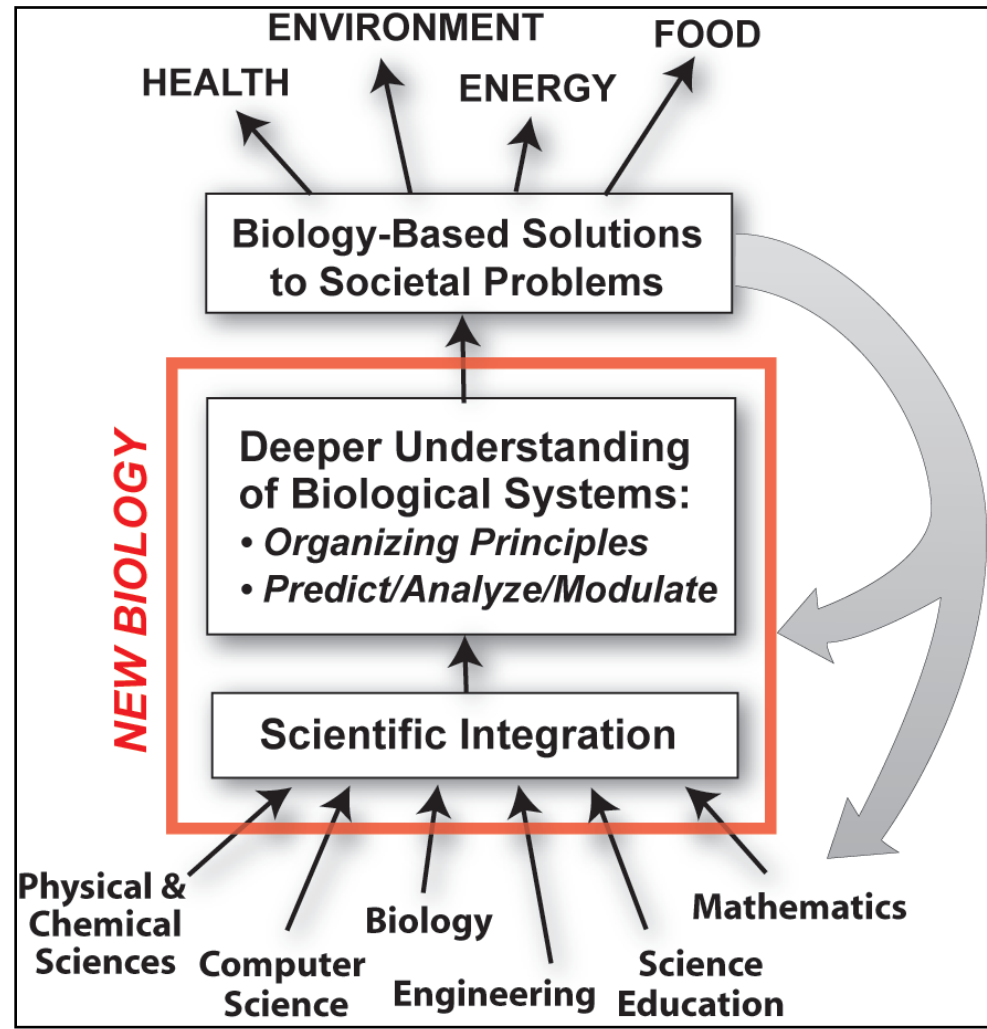 ENVIRONMENT
FOOD
HEALTH
ENERGY
Biology-Based Solutions
to Societal Problems
NEW BIOLOGY
Deeper Understanding
of Biological Systems:
• Organizing Principles
• Predict/Analyze/Modulate
Scientific Integration
Physical &
Chemical
Sciences
Computer
Science
Biology
Engineering
Science
Education
Mathematics